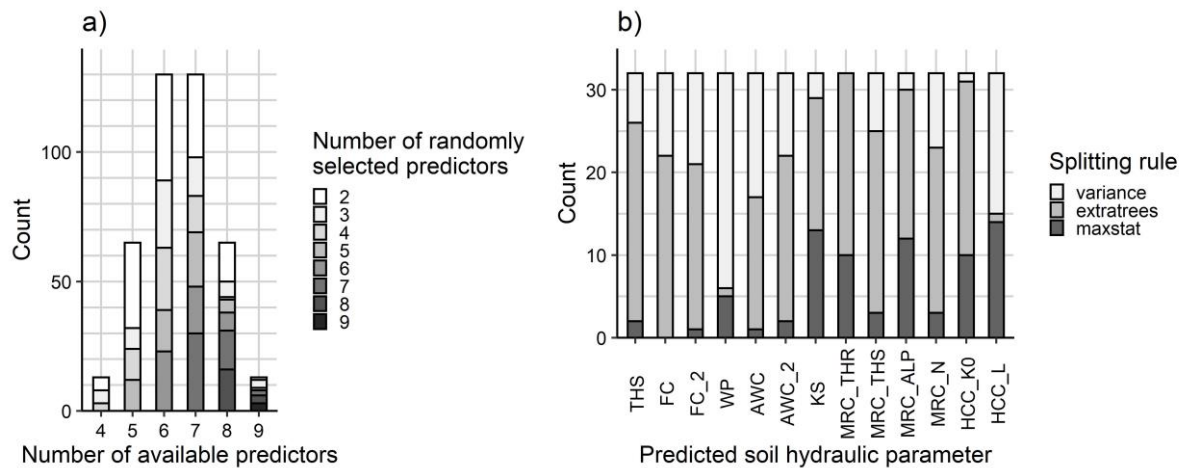 a)
Count
100
50
0
4 5 6 7 8 9
Number of available predictors
Number of randomly
selected predictors
2
3
4
5
6
7
8
9
b)
Count
30
20
10
0
THS
FC
FC_2
WP
AWC
AWC_2
KS
MRC_THR
MRC_THS
MRC_ALP
MRC_N
HCC_K0
HCC_L
Predicted soil hydraulic parameter
Splitting rule
variance
extratrees
maxstat